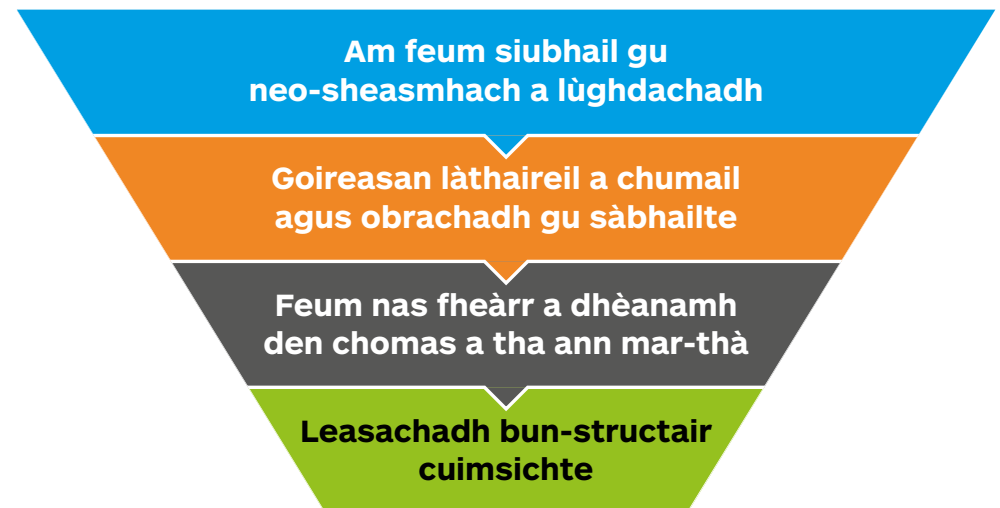 Am feum siubhail gu
neo-sheasmhach a lùghdachadh
Goireasan làthaireil a chumail
agus obrachadh gu sàbhailte
Feum nas fheàrr a dhèanamh
den chomas a tha ann mar-thà
Leasachadh bun-structair
cuimsichte